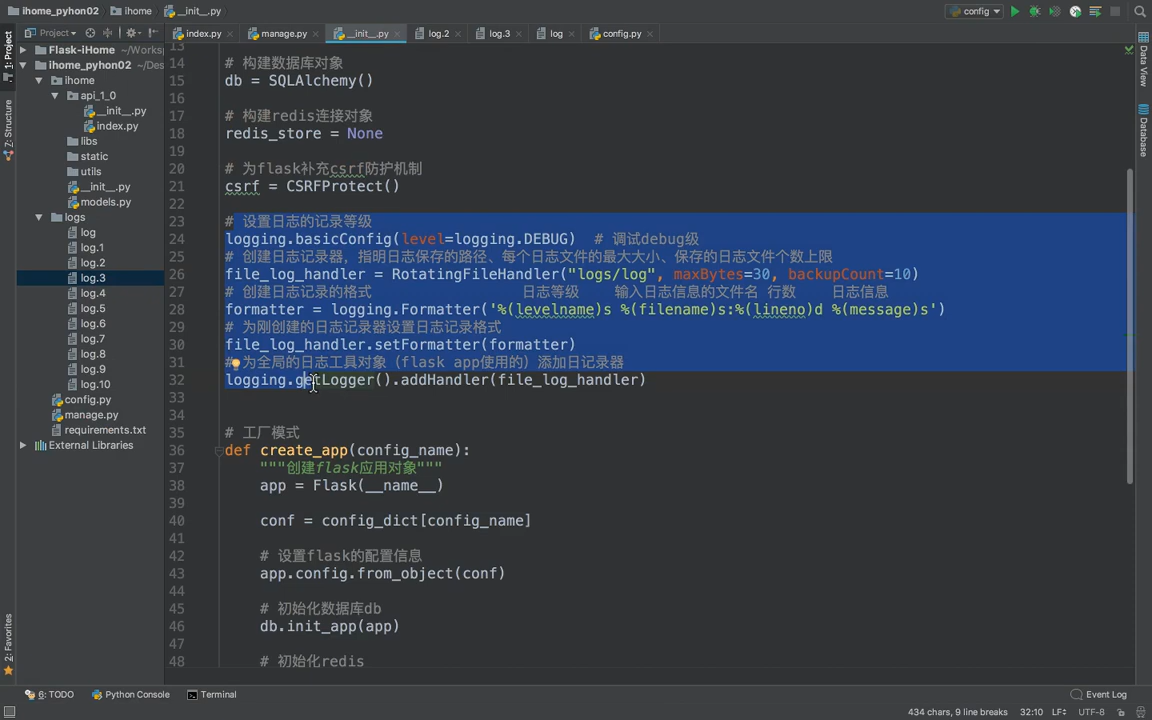 ihome_python02 ihome __init__.py config
Project index.py manage.py __init__.py log.2 log.3 log config.py
1: Project
Z: Structure
2: Favorites
Data View
Database
Flask-iHome ~/Works
ihome_pyhon02 ~/Des
ihome
api_1_0
__init__.py
index.py
libs
static
utils
__init__.py
models.py
logs
log
log.1
log.2
log.3
log.4
log.5
log.6
log.7
log.8
log.9
log.10
config.py
manage.py
requirements.txt
External Libraries
13
14 # 构建数据库对象
15 db = SQLAlchemy()
16
17 # 构建redis连接对象
18 redis_store = None
19
20 # 为flask补充csrf防护机制
21 csrf = CSRFProtect()
22
23 # 设置日志的记录等级
24 logging.basicConfig(level=logging.DEBUG)  # 调试debug级
25 # 创建日志记录器，指明日志保存的路径、每个日志文件的最大大小、保存的日志文件个数上限
26 file_log_handler = RotatingFileHandler("logs/log", maxBytes=30, backupCount=10)
27 # 创建日志记录的格式 日志等级 输入日志信息的文件名 行数 日志信息
28 formatter = logging.Formatter('%(levelname)s %(filename)s:%(lineno)d %(message)s')
29 # 为刚创建的日志记录器设置日志记录格式
30 file_log_handler.setFormatter(formatter)
31 # 为全局的日志工具对象（flask app使用的）添加日记录器
32 logging.getLogger().addHandler(file_log_handler)
33
34
35 # 工厂模式
36 def create_app(config_name):
37 """创建flask应用对象"""
38 app = Flask(__name__)
39
40 conf = config_dict[config_name]
41
42 # 设置flask的配置信息
43 app.config.from_object(conf)
44
45 # 初始化数据库db
46 db.init_app(app)
47
48 # 初始化redis
6: TODO Python Console Terminal Event Log
434 chars, 9 line breaks 32:10 LF÷ UTF-8